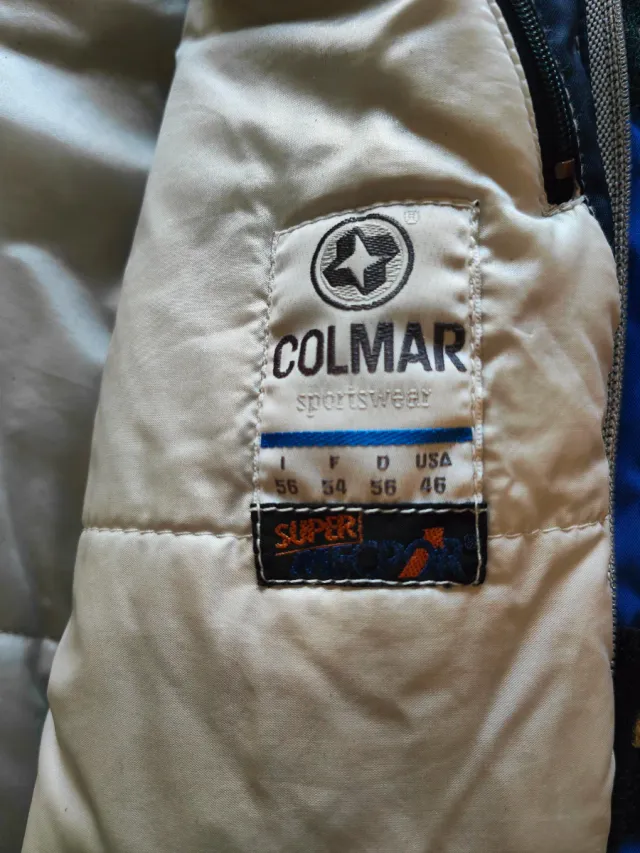 ®
COLMAR
sportswear
I F D USA
56 54 56 46
SUPER